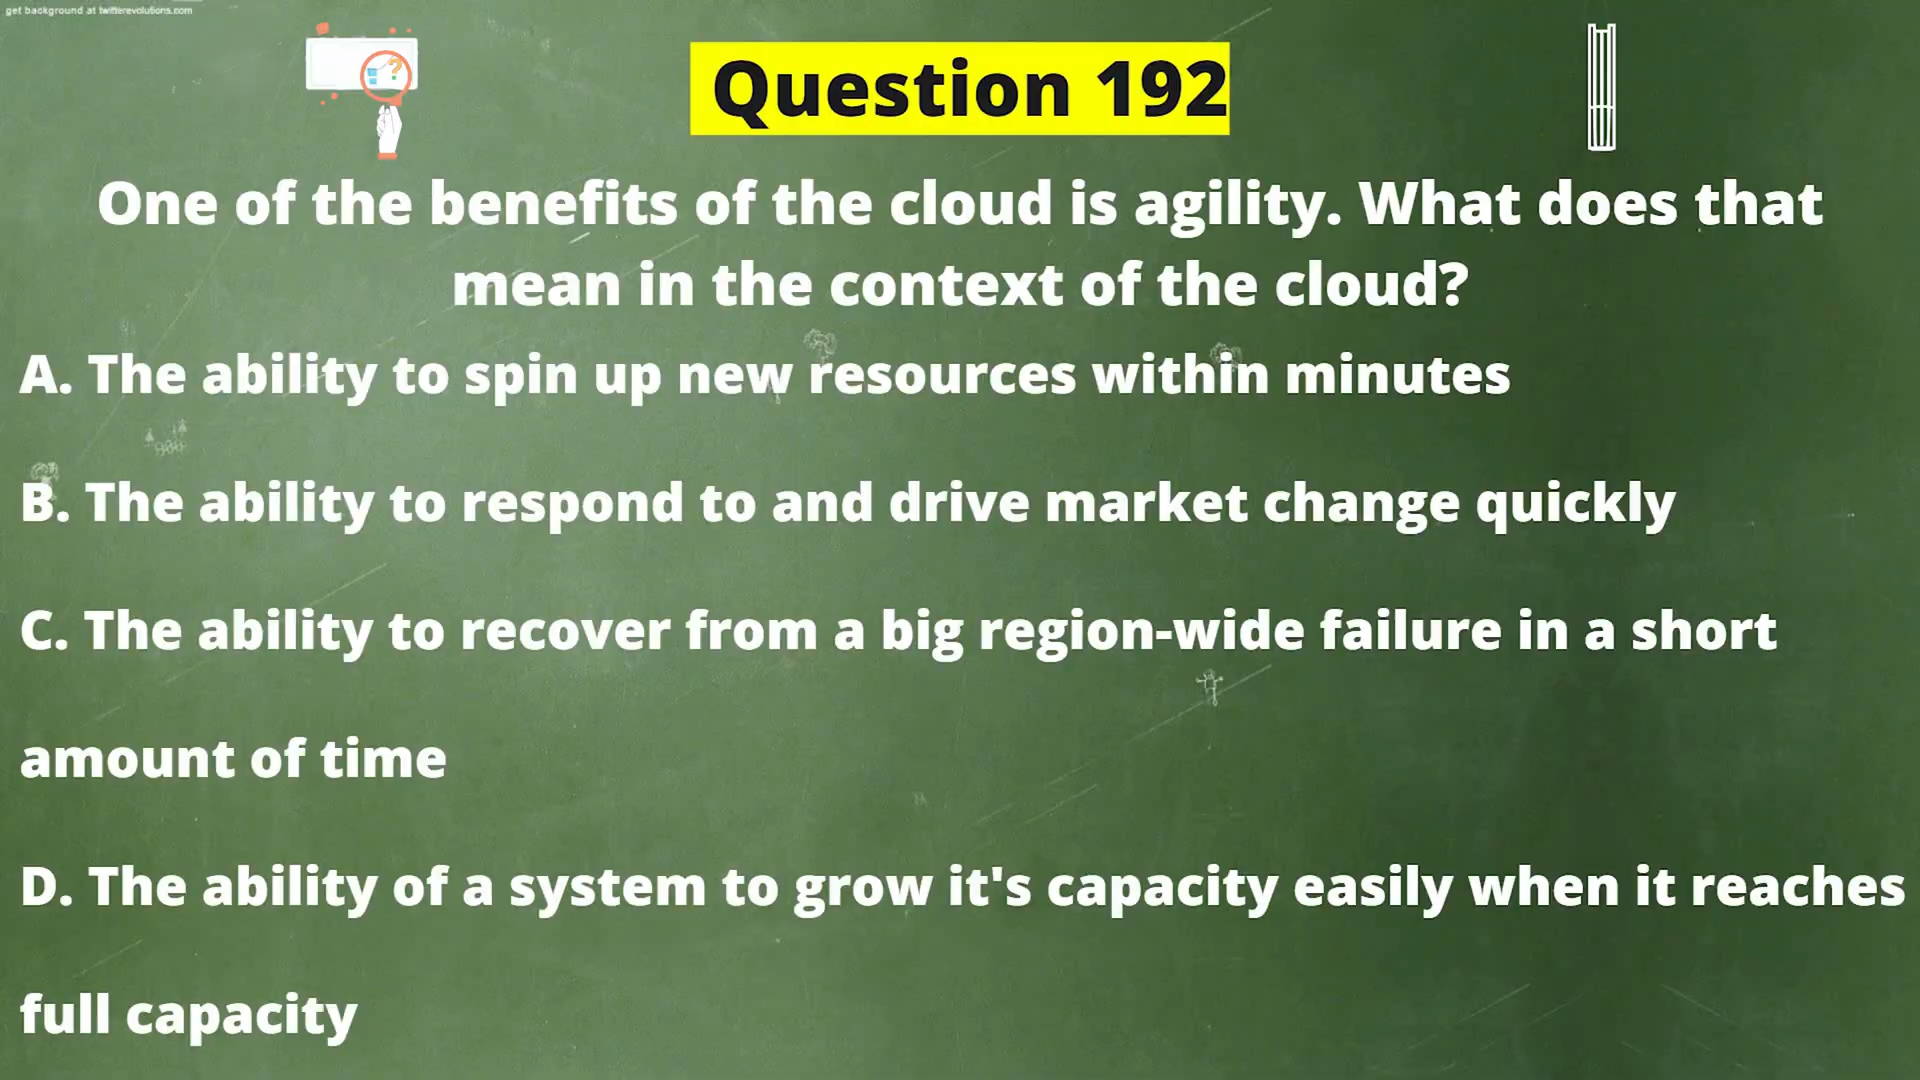 get background at twitterevolutions.com
Question 192
One of the benefits of the cloud is agility. What does that
mean in the context of the cloud?
A. The ability to spin up new resources within minutes
B. The ability to respond to and drive market change quickly
C. The ability to recover from a big region-wide failure in a short
amount of time
D. The ability of a system to grow it's capacity easily when it reaches
full capacity